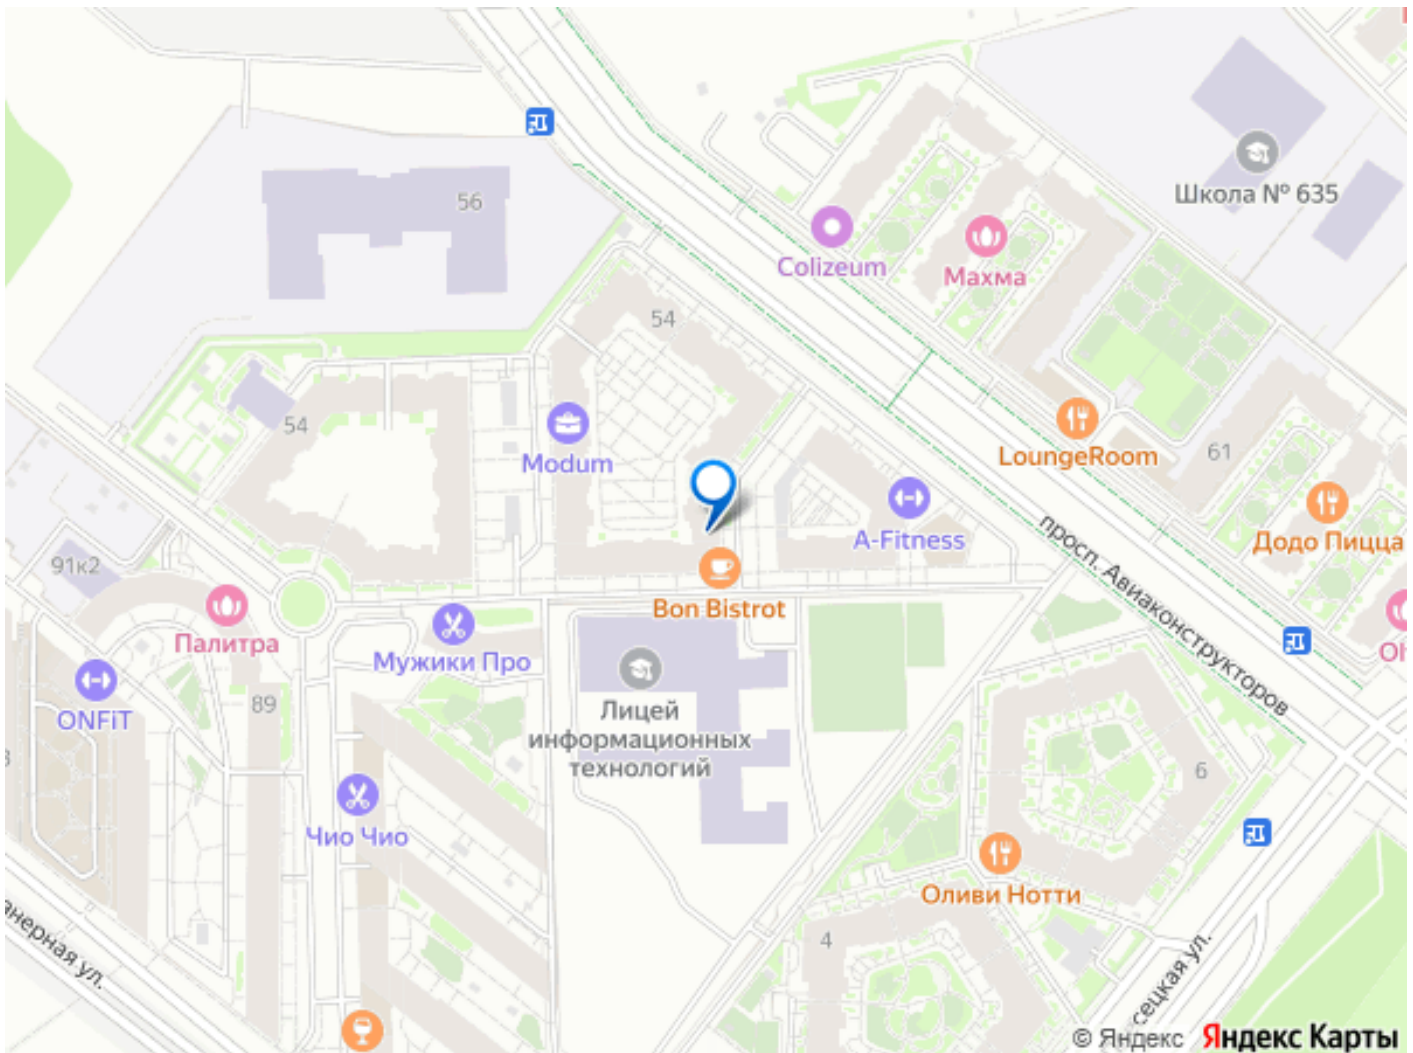 56
Школа № 635
Colizeum
Махма
54
54
Modum
LoungeRoom
61
A-Fitness
Додо Пицца
просп. Авиаконструкторов
91к2
Bon Bistrot
Палитра
Мужики Про
ONFiT
89
Лицей
информационных
технологий
6
Чио Чио
Оливи Нотти
4
© Яндекс Яндекс Карты